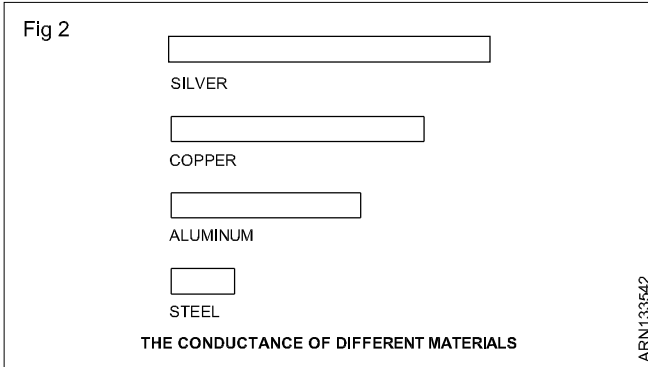 Fig 2
SILVER
COPPER
ALUMINUM
STEEL
THE CONDUCTANCE OF DIFFERENT MATERIALS
ARN133542